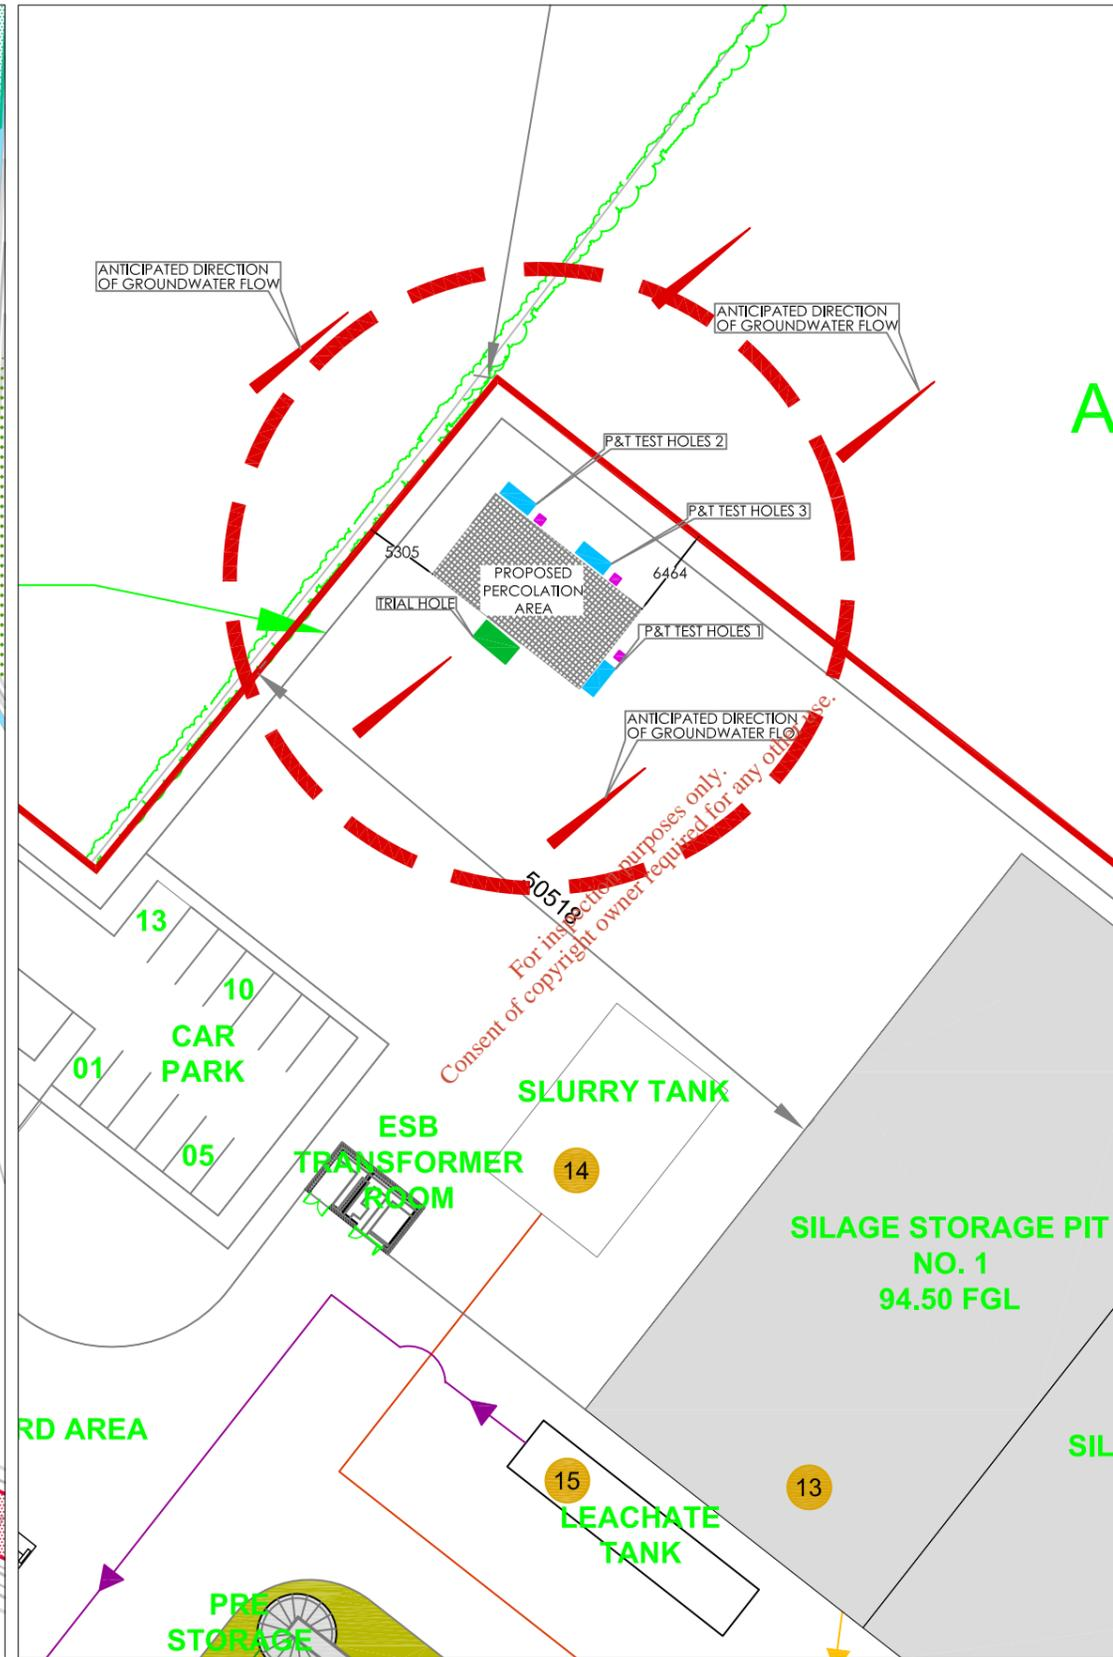 ANTICIPATED DIRECTION
OF GROUNDWATER FLOW
ANTICIPATED DIRECTION
OF GROUNDWATER FLOW
A
P&T TEST HOLES 2
P&T TEST HOLES 3
5305
6464
PROPOSED
PERCOLATION
AREA
TRIAL HOLE
P&T TEST HOLES 1
ANTICIPATED DIRECTION
OF GROUNDWATER FLO
For inspection purposes only.
Consent of copyright owner required for any other use.
50518
13
10
CAR
PARK
01
05
SLURRY TANK
14
ESB
TRANSFORMER
ROOM
SILAGE STORAGE PIT
NO. 1
94.50 FGL
RD AREA
SIL
15
13
LEACHATE
TANK
PRE
STORAGE